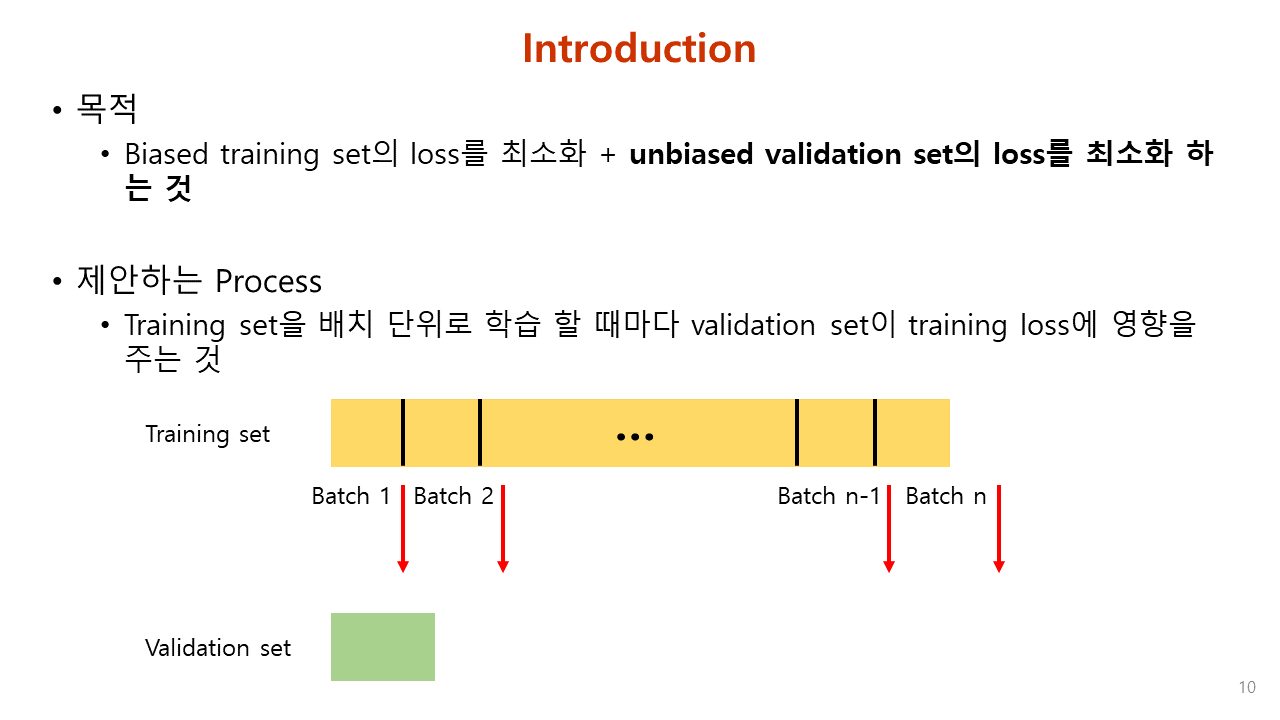 Introduction
• 목적
• Biased training set의 loss를 최소화 + unbiased validation set의 loss를 최소화 하
는 것
• 제안하는 Process
• Training set을 배치 단위로 학습 할 때마다 validation set이 training loss에 영향을
주는 것
Training set
...
Batch 1 Batch 2 Batch n-1 Batch n
Validation set
10